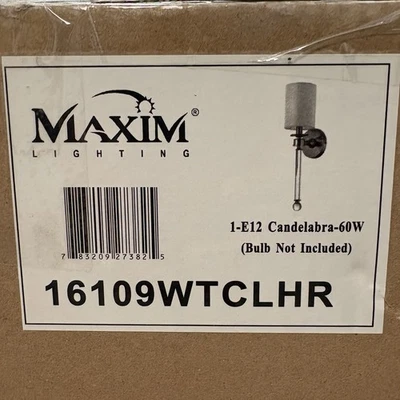 MAXIM®
LIGHTING
1-E12 Candelabra-60W
(Bulb Not Included)
7 83209 27382 5
16109WTCLHR